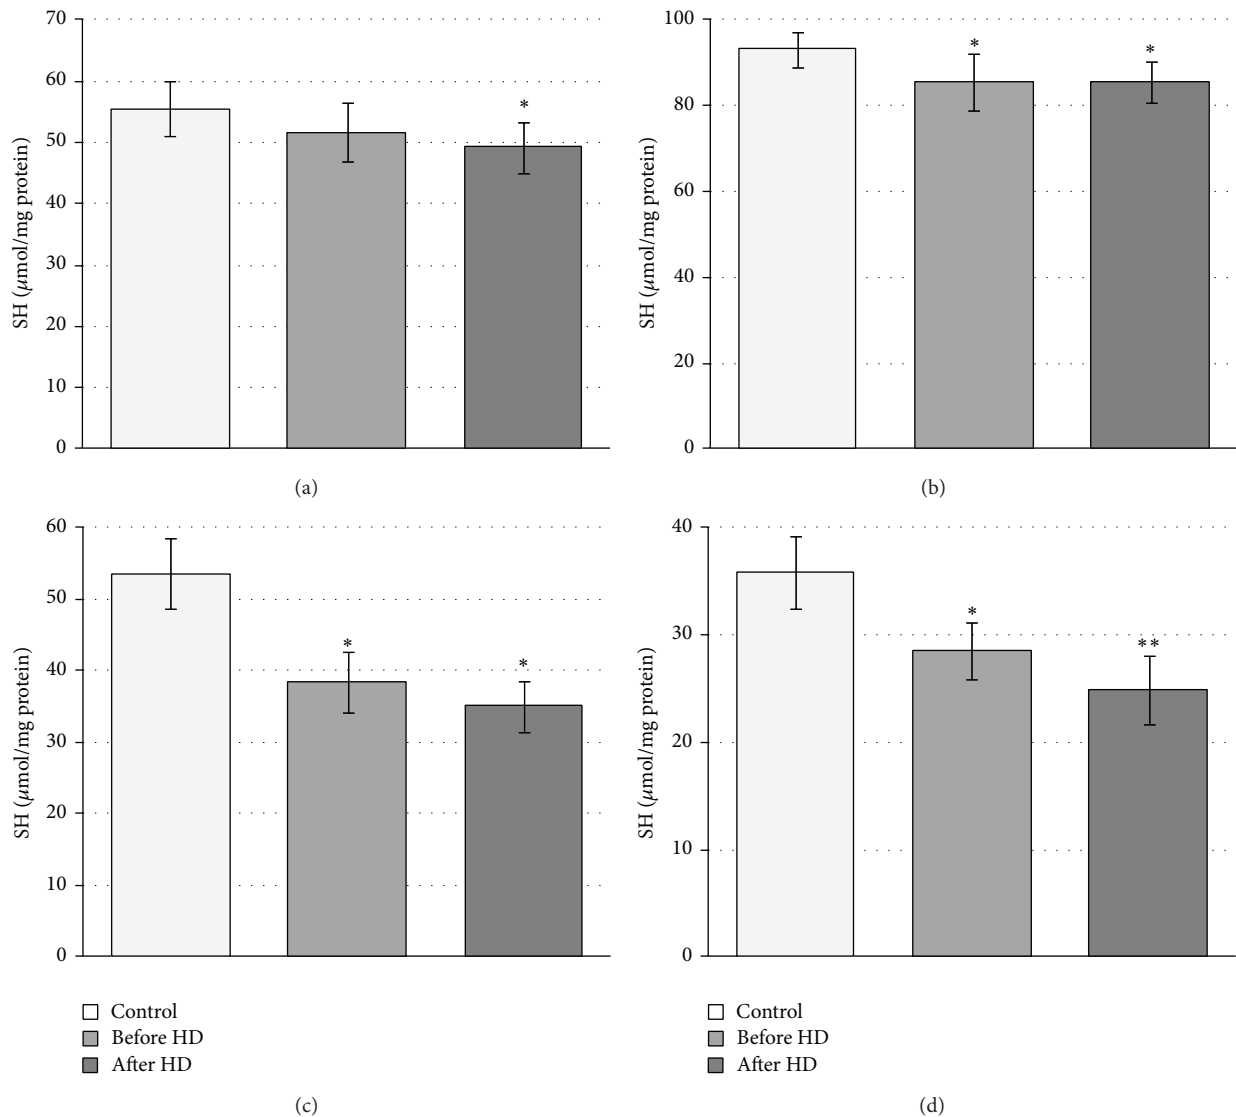 70
60
50
40
30
20
10
0
SH (µmol/mg protein)
*
(a)
100
80
60
40
20
0
SH (µmol/mg protein)
*
*
(b)
60
50
40
30
20
10
0
SH (µmol/mg protein)
*
*
Control
Before HD
After HD
(c)
40
30
20
10
0
SH (µmol/mg protein)
*
**
Control
Before HD
After HD
(d)